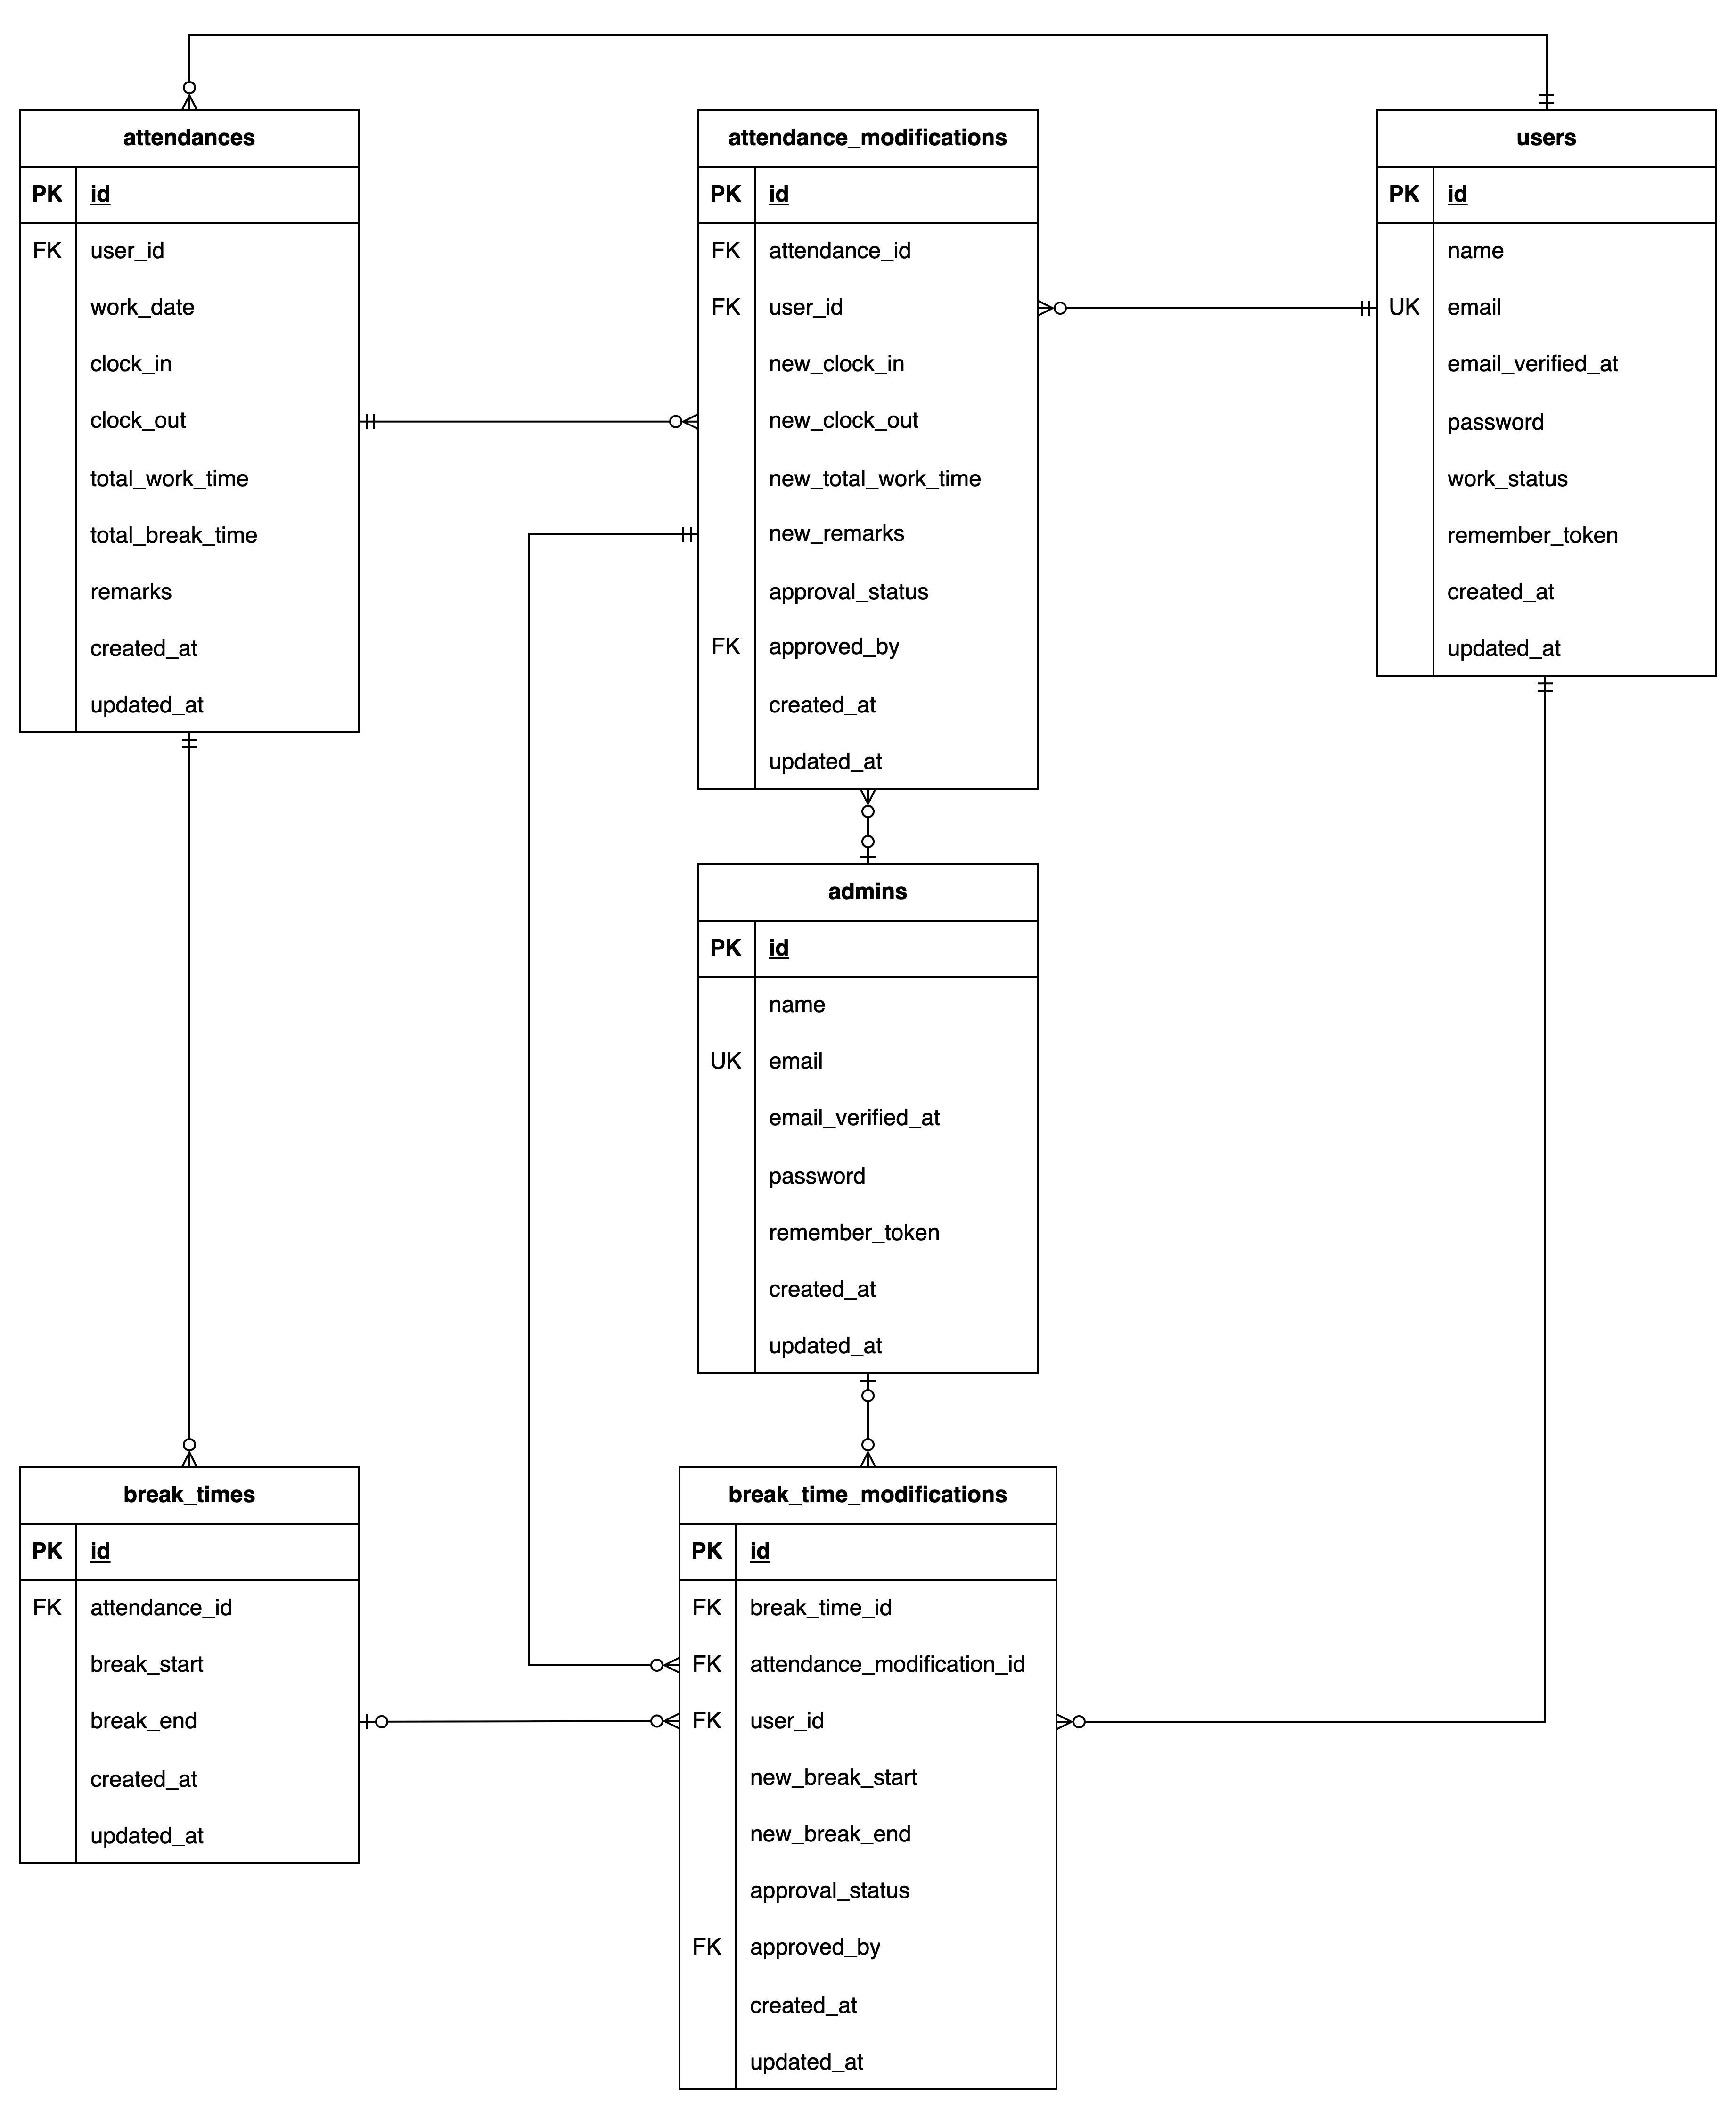 attendances
PK id
FK user_id
work_date
clock_in
clock_out
total_work_time
total_break_time
remarks
created_at
updated_at
attendance_modifications
PK id
FK attendance_id
FK user_id
new_clock_in
new_clock_out
new_total_work_time
new_remarks
approval_status
FK approved_by
created_at
updated_at
users
PK id
name
UK email
email_verified_at
password
work_status
remember_token
created_at
updated_at
admins
PK id
name
UK email
email_verified_at
password
remember_token
created_at
updated_at
break_times
PK id
FK attendance_id
break_start
break_end
created_at
updated_at
break_time_modifications
PK id
FK break_time_id
FK attendance_modification_id
FK user_id
new_break_start
new_break_end
approval_status
FK approved_by
created_at
updated_at